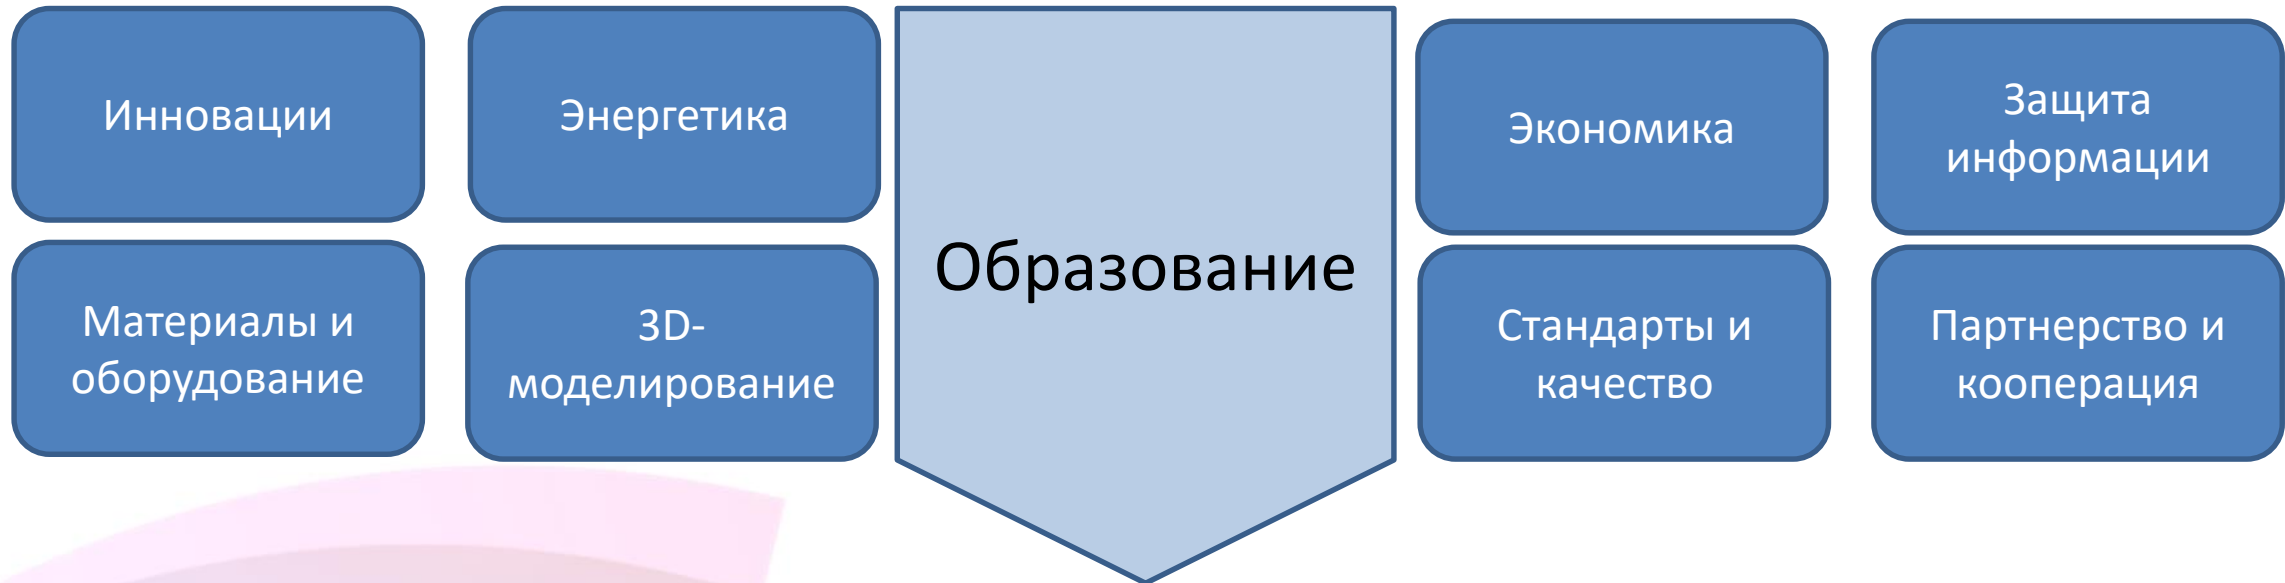 Инновации
Энергетика
Материалы и
оборудование
3D-
моделирование
Образование
Экономика
Защита
информации
Стандарты и
качество
Партнерство и
кооперация